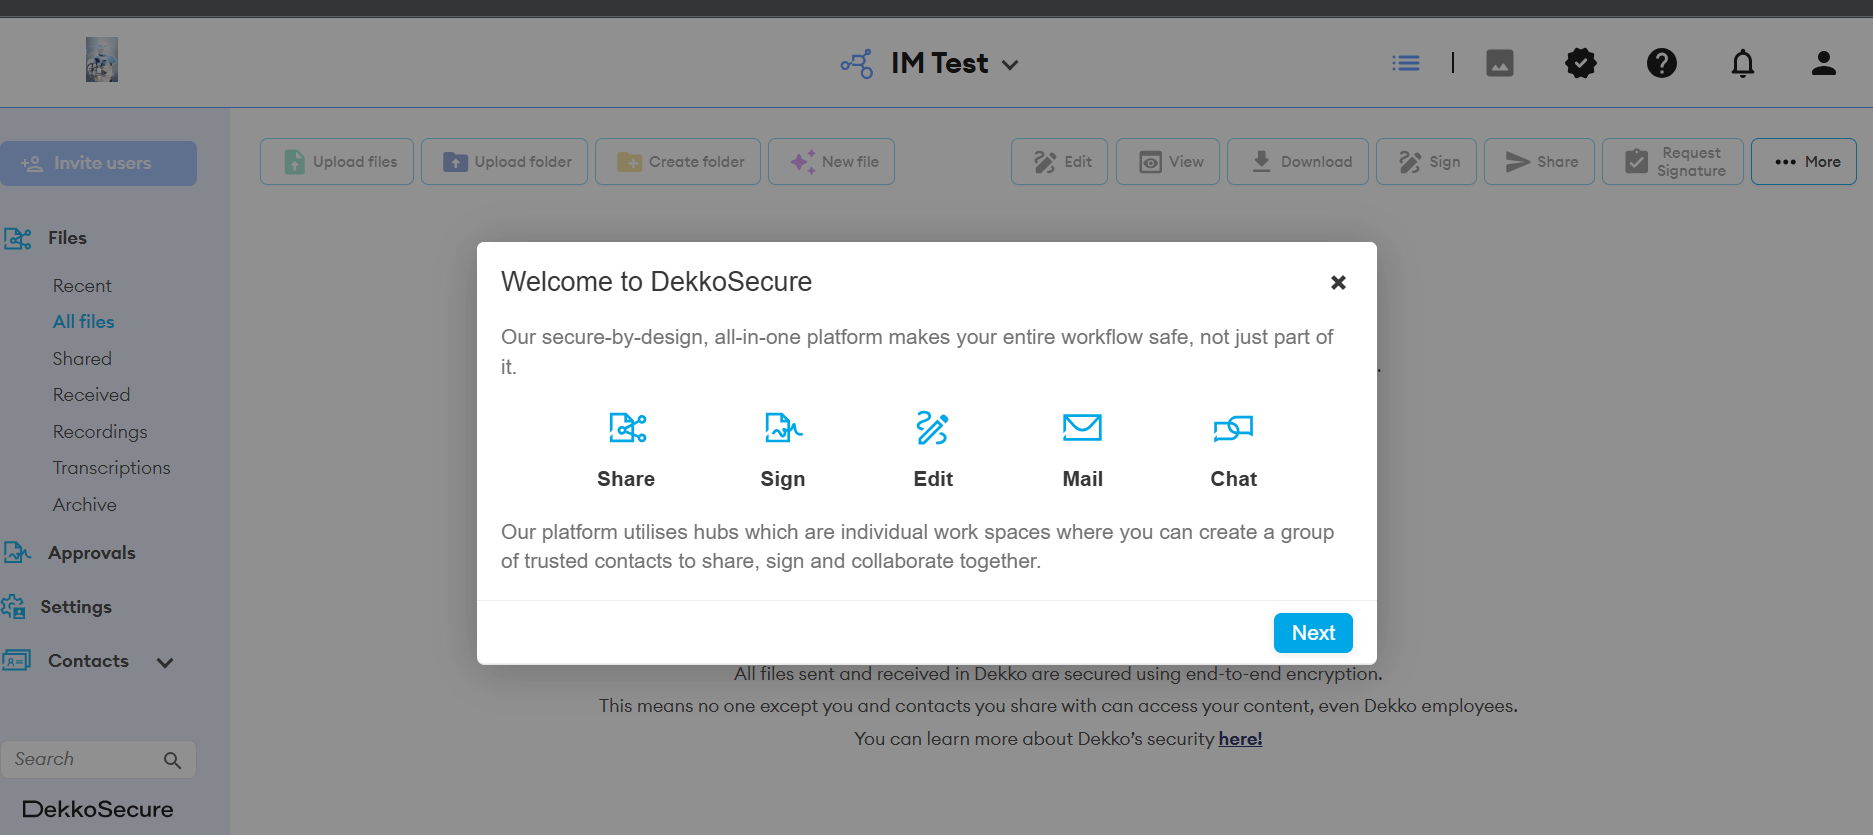 IM Test
Invite users
Upload files
Upload folder
Create folder
New file
Edit
View
Download
Sign
Share
Request
Signature
More
Files
Recent
All files
Shared
Received
Recordings
Transcriptions
Archive
Approvals
Settings
Contacts
Search
DekkoSecure
Welcome to DekkoSecure
Our secure-by-design, all-in-one platform makes your entire workflow safe, not just part of
it.
Share
Sign
Edit
Mail
Chat
Our platform utilises hubs which are individual work spaces where you can create a group
of trusted contacts to share, sign and collaborate together.
Next
All files sent and received in Dekko are secured using end-to-end encryption.
This means no one except you and contacts you share with can access your content, even Dekko employees.
You can learn more about Dekko’s security here!